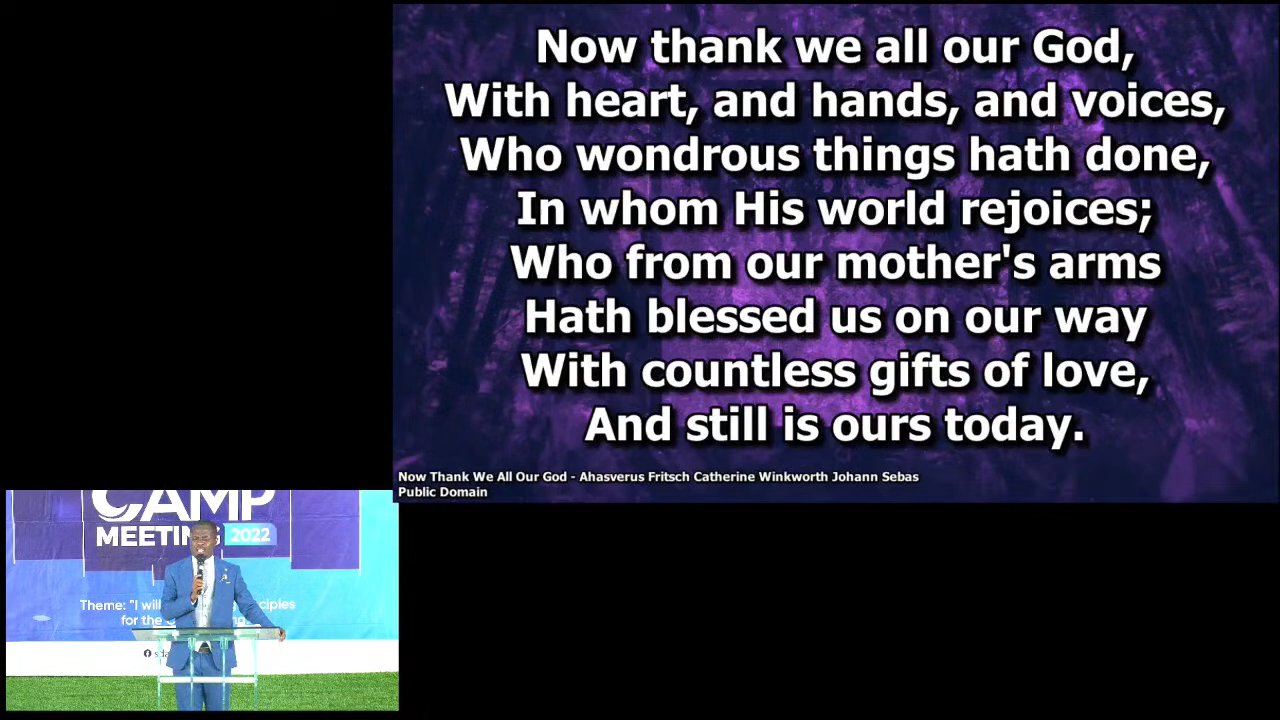 Now thank we all our God,
With heart, and hands, and voices,
Who wondrous things hath done,
In whom His world rejoices;
Who from our mother's arms
Hath blessed us on our way
With countless gifts of love,
And still is ours today.
Now Thank We All Our God - Ahasverus Fritsch Catherine Winkworth Johann Sebas
Public Domain
CAMP
MEETING 2022
Theme: "I will
for the